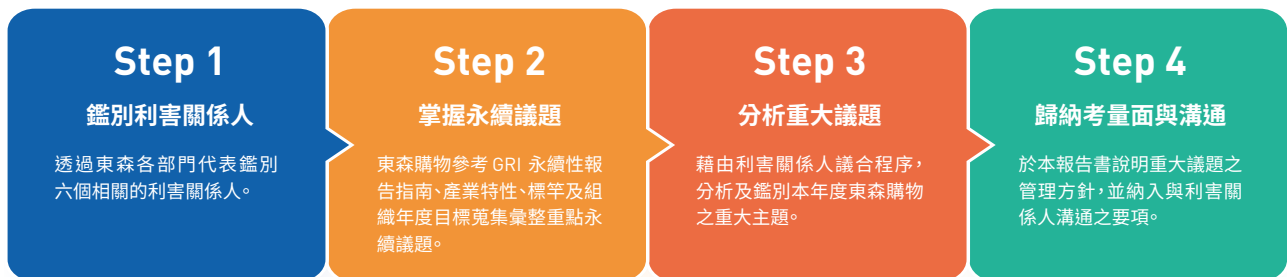 Step 1
鑑別利害關係人
透過東森各部門代表鑑別
六個相關的利害關係人。
Step 2
掌握永續議題
東森購物參考 GRI 永續性報
告指南、產業特性、標竿及組
織年度目標蒐集彙整重點永
續議題。
Step 3
分析重大議題
藉由利害關係人議合程序，
分析及鑑別本年度東森購物
之重大主題。
Step 4
歸納考量面與溝通
於本報告書說明重大議題之
管理方針，並納入與利害關
係人溝通之要項。